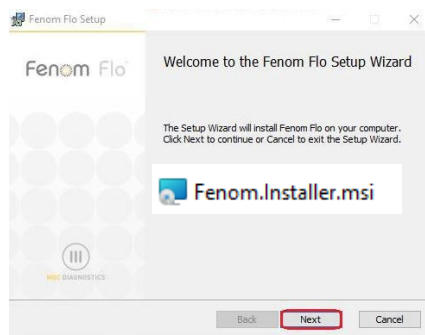 Fenom Flo Setup
Fenom Flo
Welcome to the Fenom Flo Setup Wizard
The Setup Wizard will install Fenom Flo on your computer.
Click Next to continue or Cancel to exit the Setup Wizard.
Fenom.Installer.msi
MGC DIAGNOSTICS
Back Next Cancel